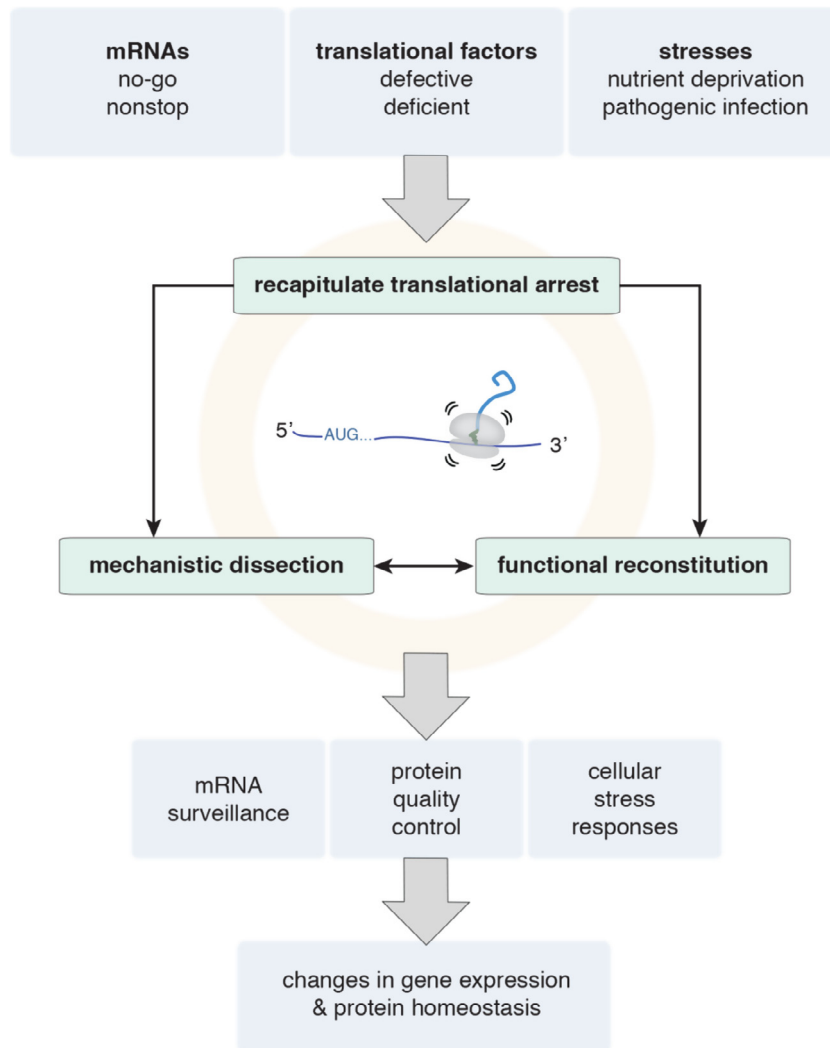 mRNAs
no-go
nonstop
translational factors
defective
deficient
stresses
nutrient deprivation
pathogenic infection
recapitulate translational arrest
5’
AUG...
3’
mechanistic dissection
functional reconstitution
mRNA
surveillance
protein
quality
control
cellular
stress
responses
changes in gene expression
& protein homeostasis